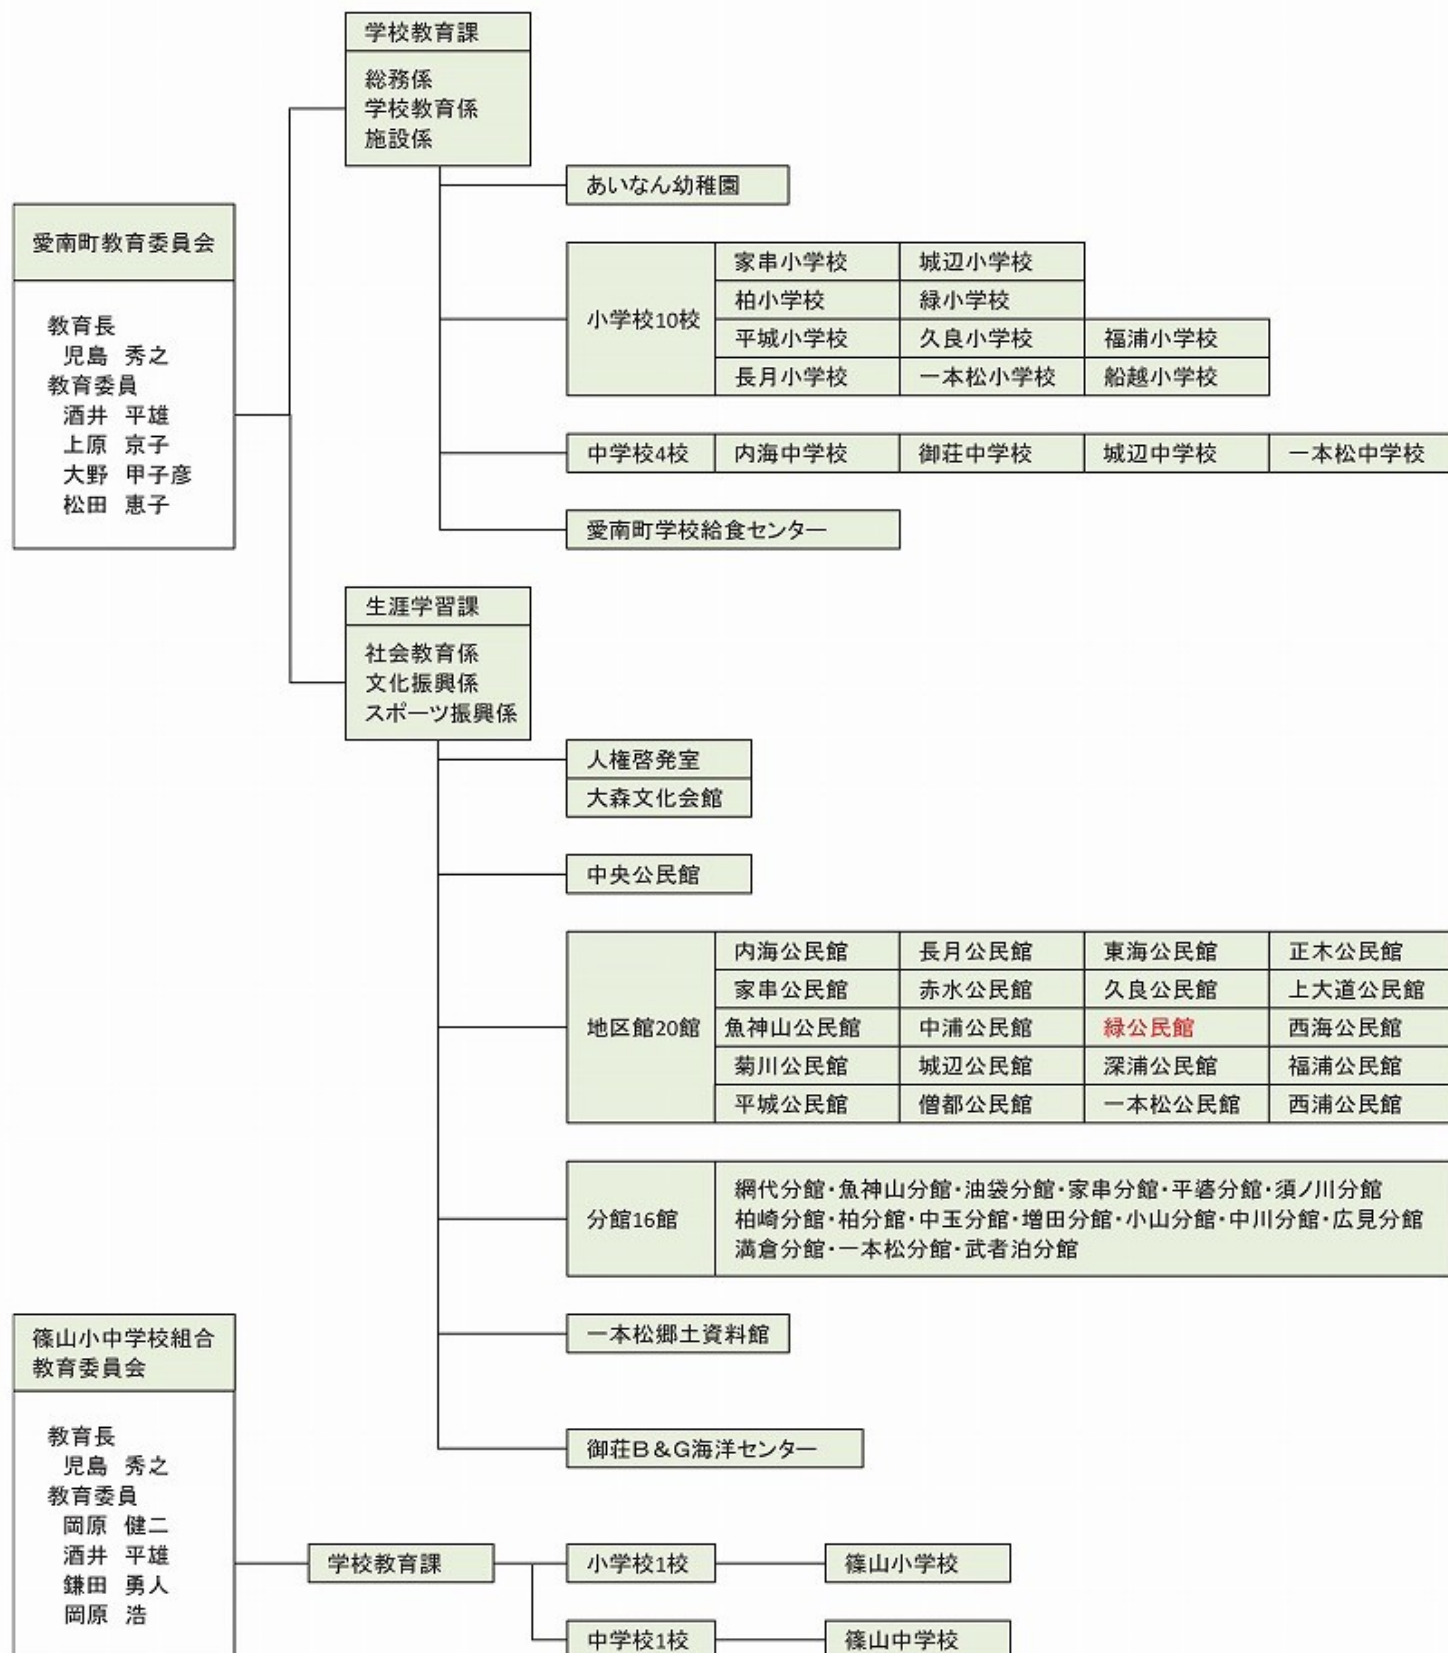 学校教育課
総務係
学校教育係
施設係
あいなん幼稚園
愛南町教育委員会
教育長
児島 秀之
教育委員
酒井 平雄
上原 京子
大野 甲子彦
松田 恵子
小学校10校
家串小学校 城辺小学校
柏小学校 緑小学校
平城小学校 久良小学校 福浦小学校
長月小学校 一本松小学校 船越小学校
中学校4校 内海中学校 御荘中学校 城辺中学校 一本松中学校
愛南町学校給食センター
生涯学習課
社会教育係
文化振興係
スポーツ振興係
人権啓発室
大森文化会館
中央公民館
地区館20館
内海公民館 長月公民館 東海公民館 正木公民館
家串公民館 赤水公民館 久良公民館 上大道公民館
魚神山公民館 中浦公民館 緑公民館 西海公民館
菊川公民館 城辺公民館 深浦公民館 福浦公民館
平城公民館 僧都公民館 一本松公民館 西浦公民館
分館16館
網代分館・魚神山分館・油袋分館・家串分館・平碆分館・須ノ川分館
柏崎分館・柏分館・中玉分館・増田分館・小山分館・中川分館・広見分館
満倉分館・一本松分館・武者泊分館
一本松郷土資料館
御荘B&G海洋センター
篠山小中学校組合
教育委員会
教育長
児島 秀之
教育委員
岡原 健二
酒井 平雄
鎌田 勇人
岡原 浩
学校教育課
小学校1校 篠山小学校
中学校1校 篠山中学校